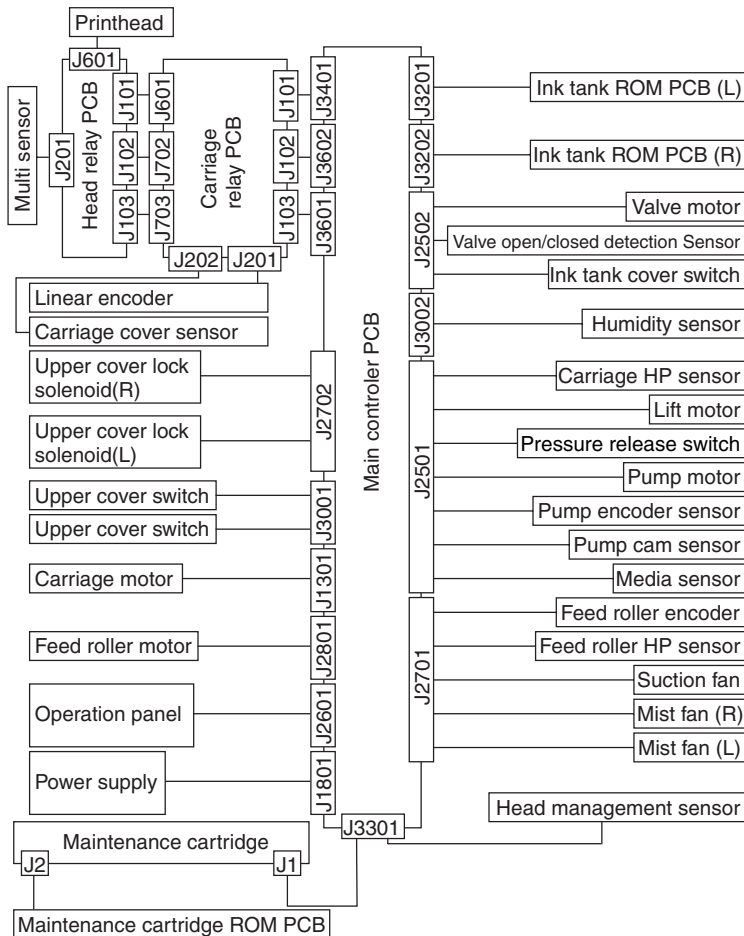 Printhead
J601
Multi sensor
J201
Head relay PCB
J101
J102
J103
J601
J702
J703
Carriage
relay PCB
J101
J102
J103
J202
J201
Linear encoder
Carriage cover sensor
Upper cover lock
solenoid(R)
Upper cover lock
solenoid(L)
Upper cover switch
Upper cover switch
Carriage motor
Feed roller motor
Operation panel
Power supply
J3401
J3602
J3601
J2702
J3001
J1301
J2801
J2601
J1801
Main controler PCB
J3201
J3202
J2502
J3002
J2501
J2701
J3301
Ink tank ROM PCB (L)
Ink tank ROM PCB (R)
Valve motor
Valve open/closed detection Sensor
Ink tank cover switch
Humidity sensor
Carriage HP sensor
Lift motor
Pressure release switch
Pump motor
Pump encoder sensor
Pump cam sensor
Media sensor
Feed roller encoder
Feed roller HP sensor
Suction fan
Mist fan (R)
Mist fan (L)
Head management sensor
Maintenance cartridge
J2
J1
Maintenance cartridge ROM PCB